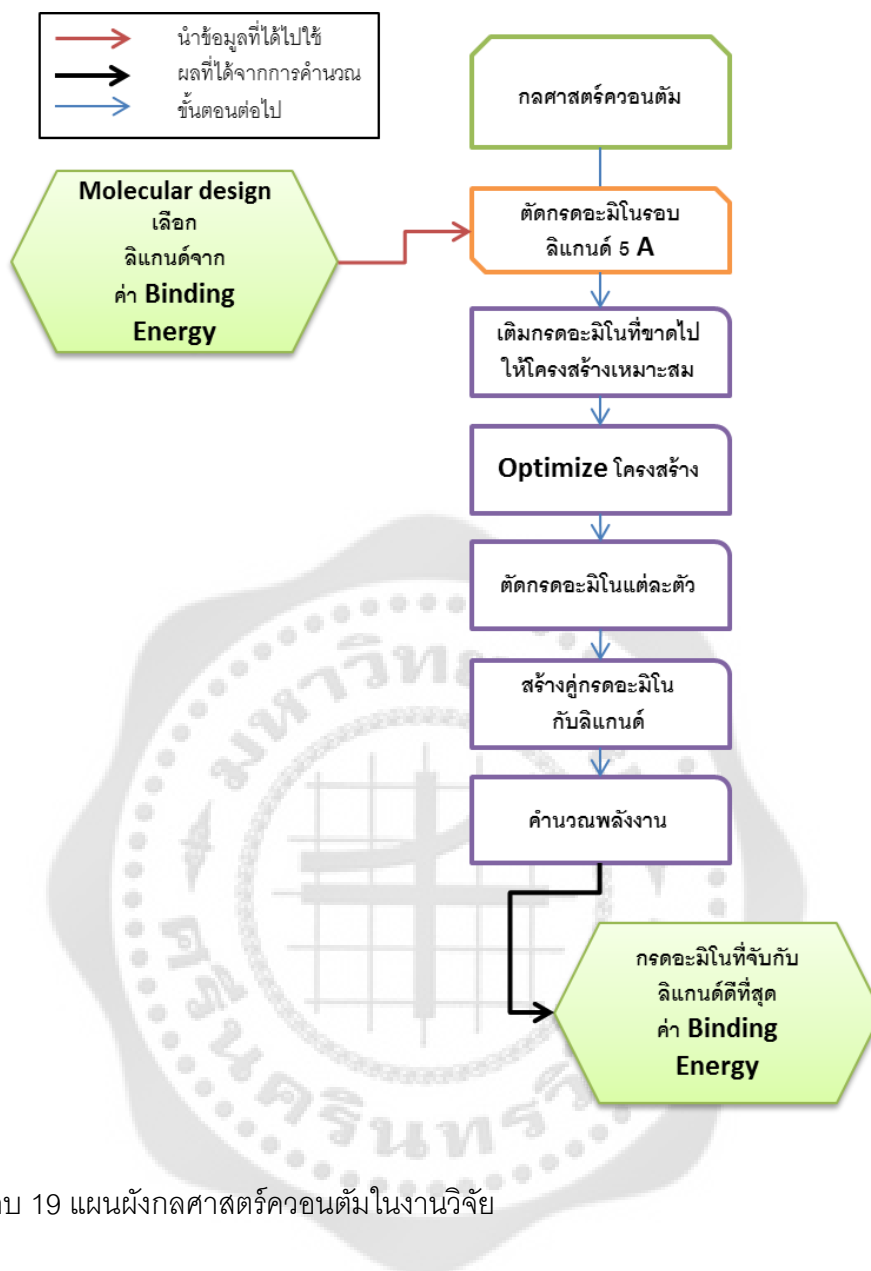 นำข้อมูลที่ได้ไปใช้
ผลที่ได้จากการคำนวณ
ขั้นตอนต่อไป
กลศาสตร์ควอนตัม
Molecular design
เลือก
ลิแกนด์จาก
ค่า Binding
Energy
ตัดกรดอะมิโนรอบ
ลิแกนด์ 5 A
เติมกรดอะมิโนที่ขาดไป
ให้โครงสร้างเหมาะสม
Optimize โครงสร้าง
ตัดกรดอะมิโนแต่ละตัว
สร้างคู่กรดอะมิโน
กับลิแกนด์
คำนวณพลังงาน
กรดอะมิโนที่จับกับ
ลิแกนด์ดีที่สุด
ค่า Binding
Energy
19 แผนผังกลศาสตร์ควอนตัมในงานวิจัย